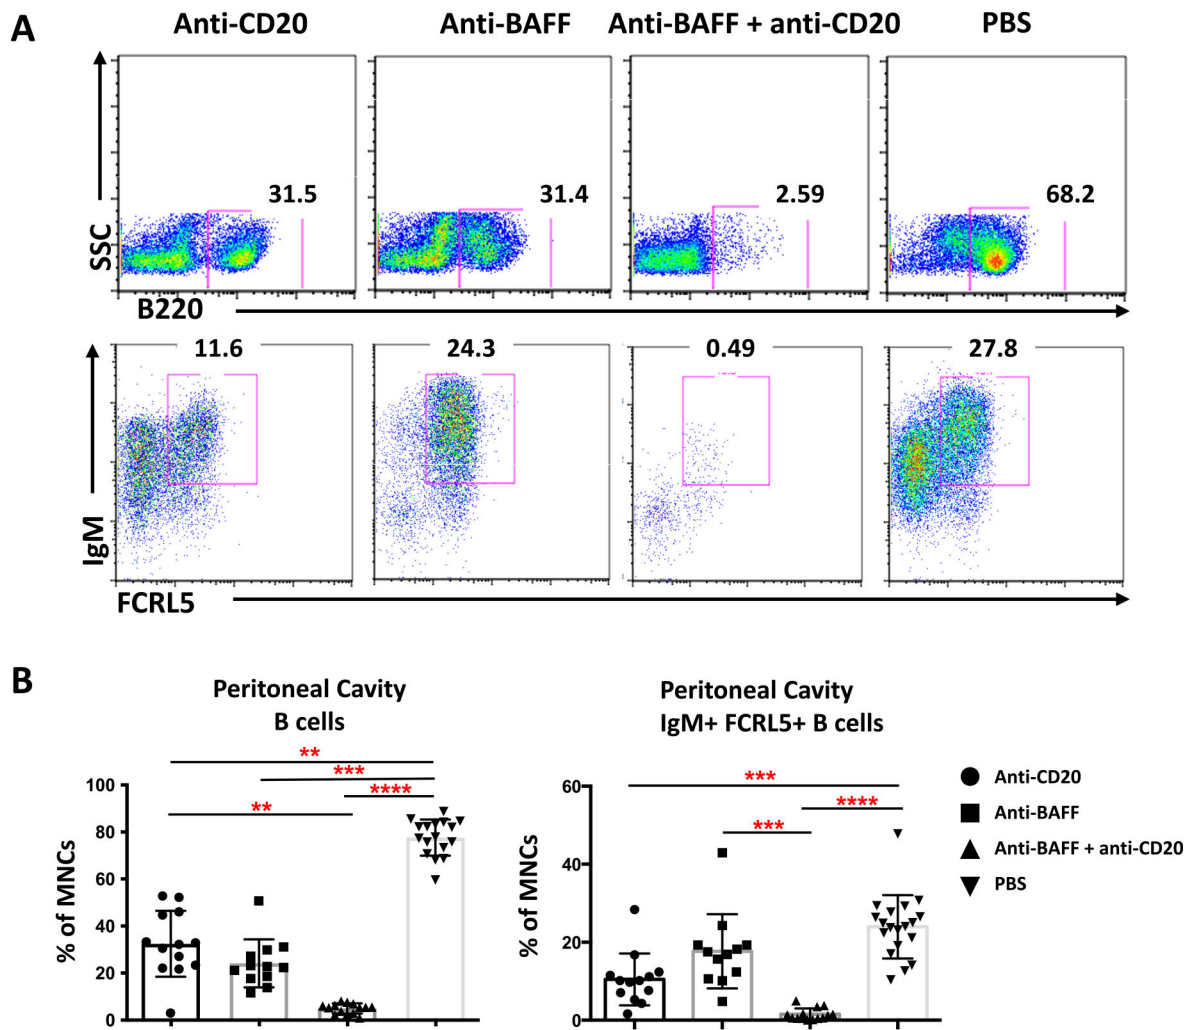 A
Anti-CD20 Anti-BAFF Anti-BAFF + anti-CD20 PBS
31.5 31.4 2.59 68.2
SSC
B220
11.6 24.3 0.49 27.8
IgM
FCRL5
B
Peritoneal Cavity
B cells
** 
***
****
**
100
80
60
40
20
0
% of MNCs
Peritoneal Cavity
IgM+ FCRL5+ B cells
***
****
***
60
40
20
0
% of MNCs
Anti-CD20
Anti-BAFF
Anti-BAFF + anti-CD20
PBS